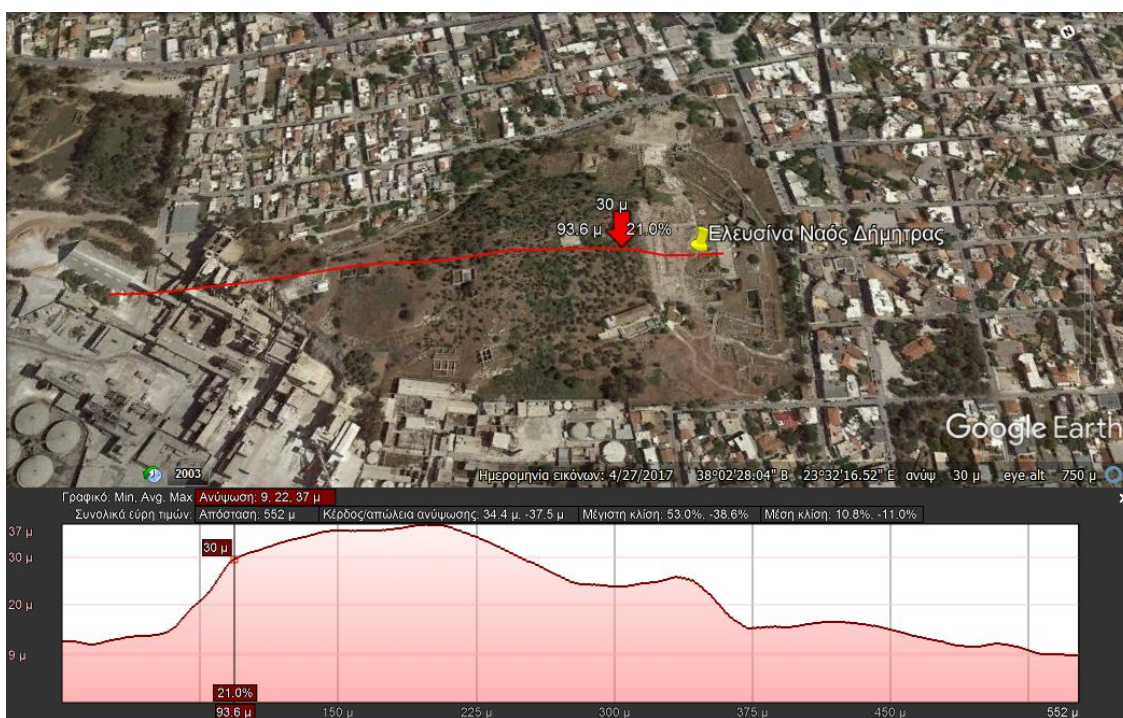 N
30 μ
93.6 μ 21.0%
Ελευσίνα Ναός Δήμητρας
Google Earth
2003
Ημερομηνία εικόνων: 4/27/2017 38°02'28.04" Β 23°32'16.52" Ε ανύψ 30 μ eye alt 750 μ
Γραφικό: Min, Avg. Max Ανύψωση: 9, 22, 37 μ
Συνολικά εύρη τιμών: Απόσταση: 552 μ Κέρδος/απώλεια ανύψωσης: 34.4 μ. -37.5 μ Μέγιστη κλίση: 53.0%. -38.6% Μέση κλίση: 10.8%. -11.0%
37 μ
30 μ
30 μ
20 μ
9 μ
21.0%
93.6 μ 150 μ 225 μ 300 μ 375 μ 450 μ 552 μ